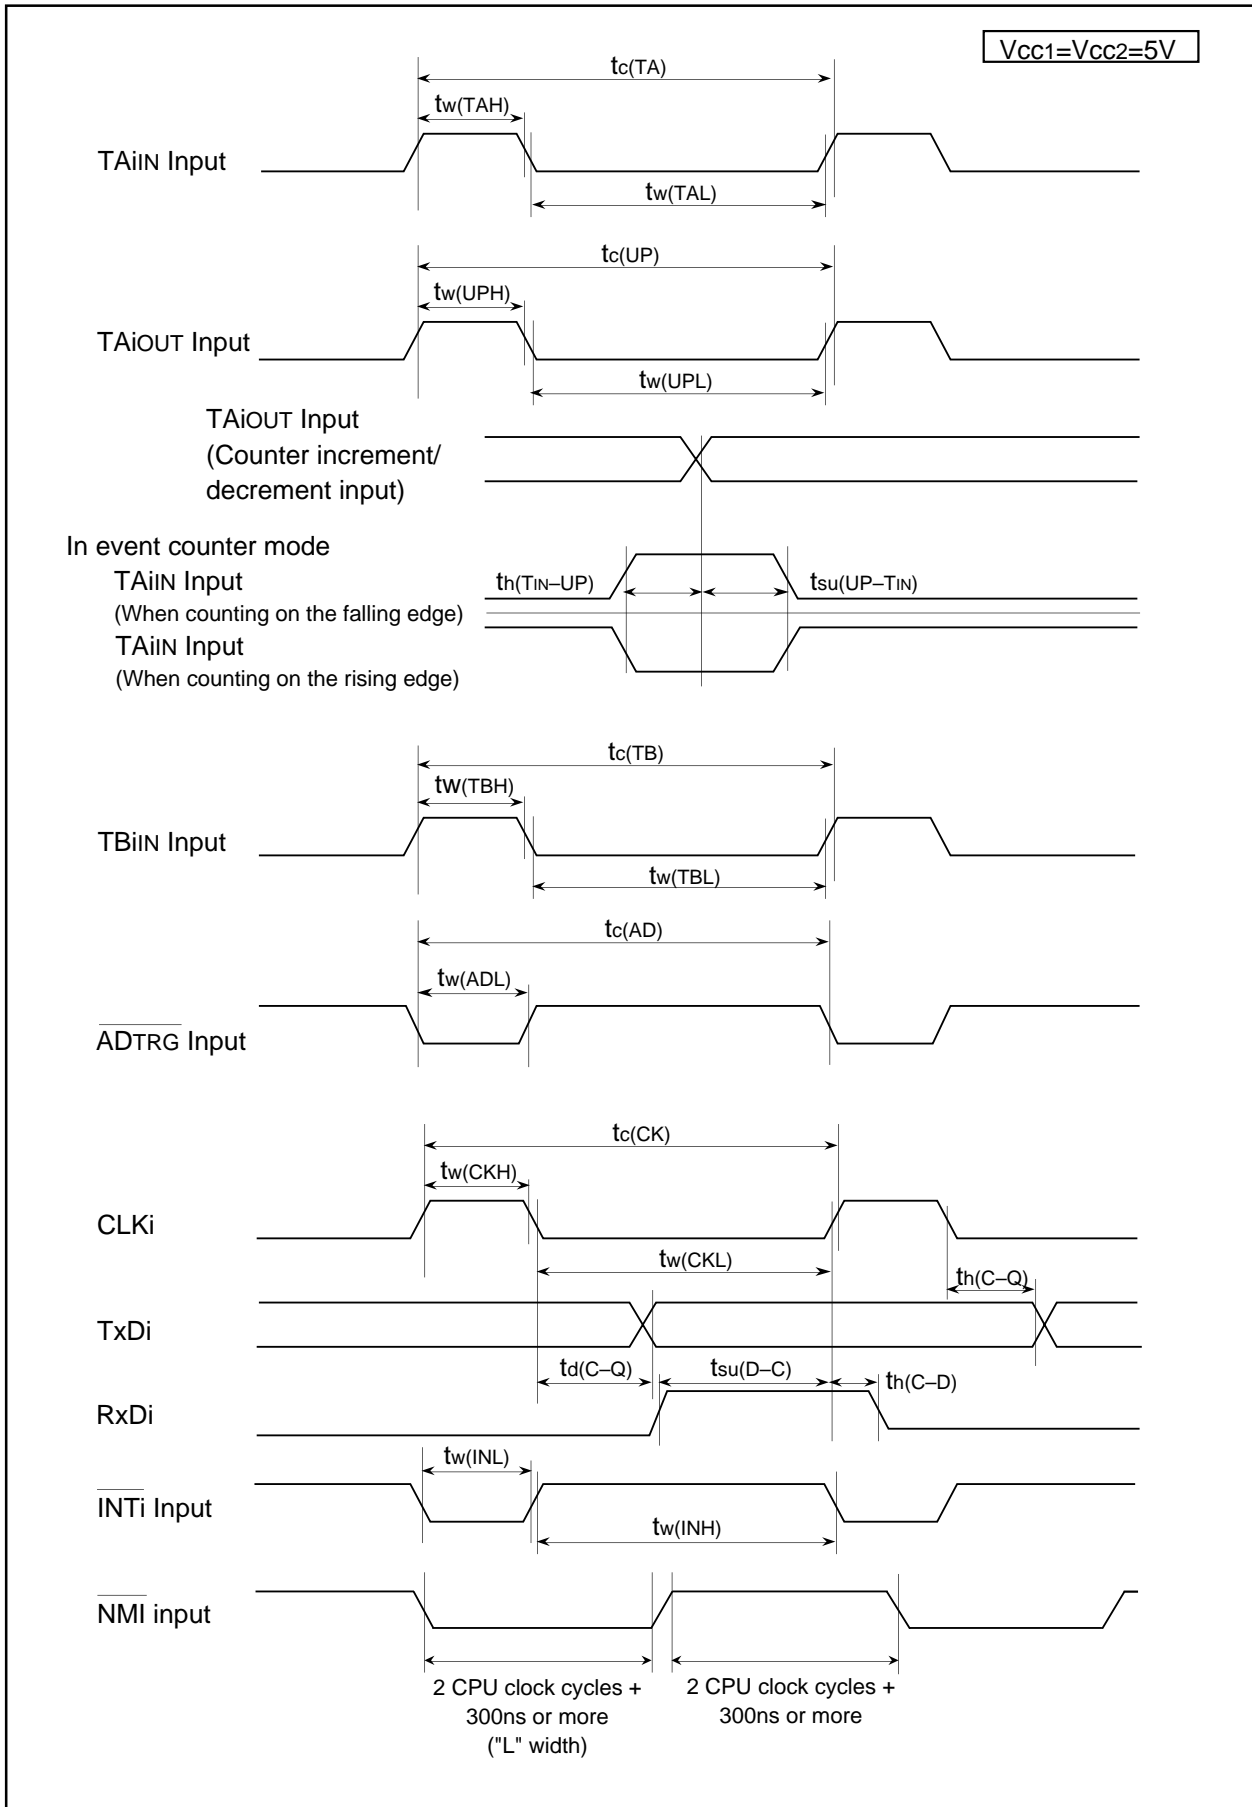 Vcc1=Vcc2=5V
tc(TA)
tw(TAH)
TAiIN Input
tw(TAL)
tc(UP)
tw(UPH)
TAiOUT Input
tw(UPL)
TAiOUT Input
(Counter increment/
decrement input)
In event counter mode
TAiIN Input
th(TIN–UP)
tsu(UP–TIN)
(When counting on the falling edge)
TAiIN Input
(When counting on the rising edge)
tc(TB)
tw(TBH)
TBiIN Input
tw(TBL)
tc(AD)
tw(ADL)
ADTRG Input
tc(CK)
tw(CKH)
CLKi
tw(CKL)
th(C–Q)
TxDi
td(C–Q)
tsu(D–C)
th(C–D)
RxDi
tw(INL)
INTi Input
tw(INH)
NMI input
2 CPU clock cycles +
300ns or more
("L" width)
2 CPU clock cycles +
300ns or more